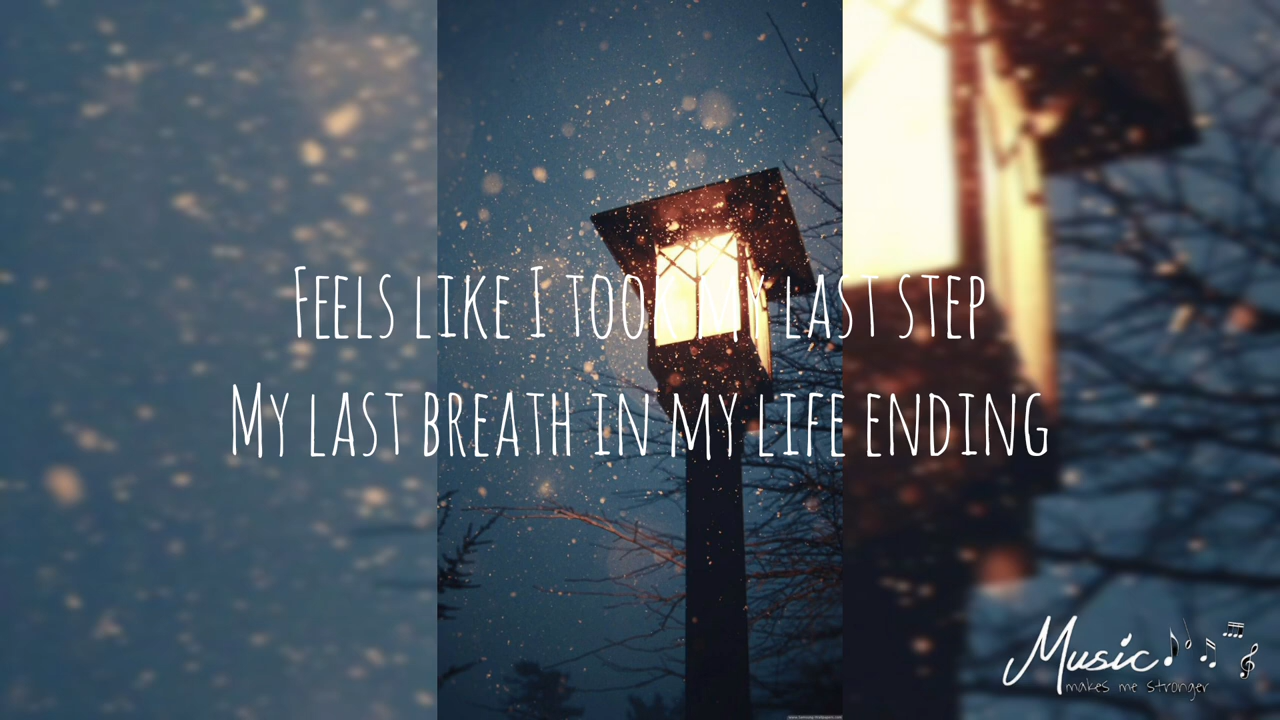 Feels like I took my last step
My last breath in my life ending
Music
makes me stronger